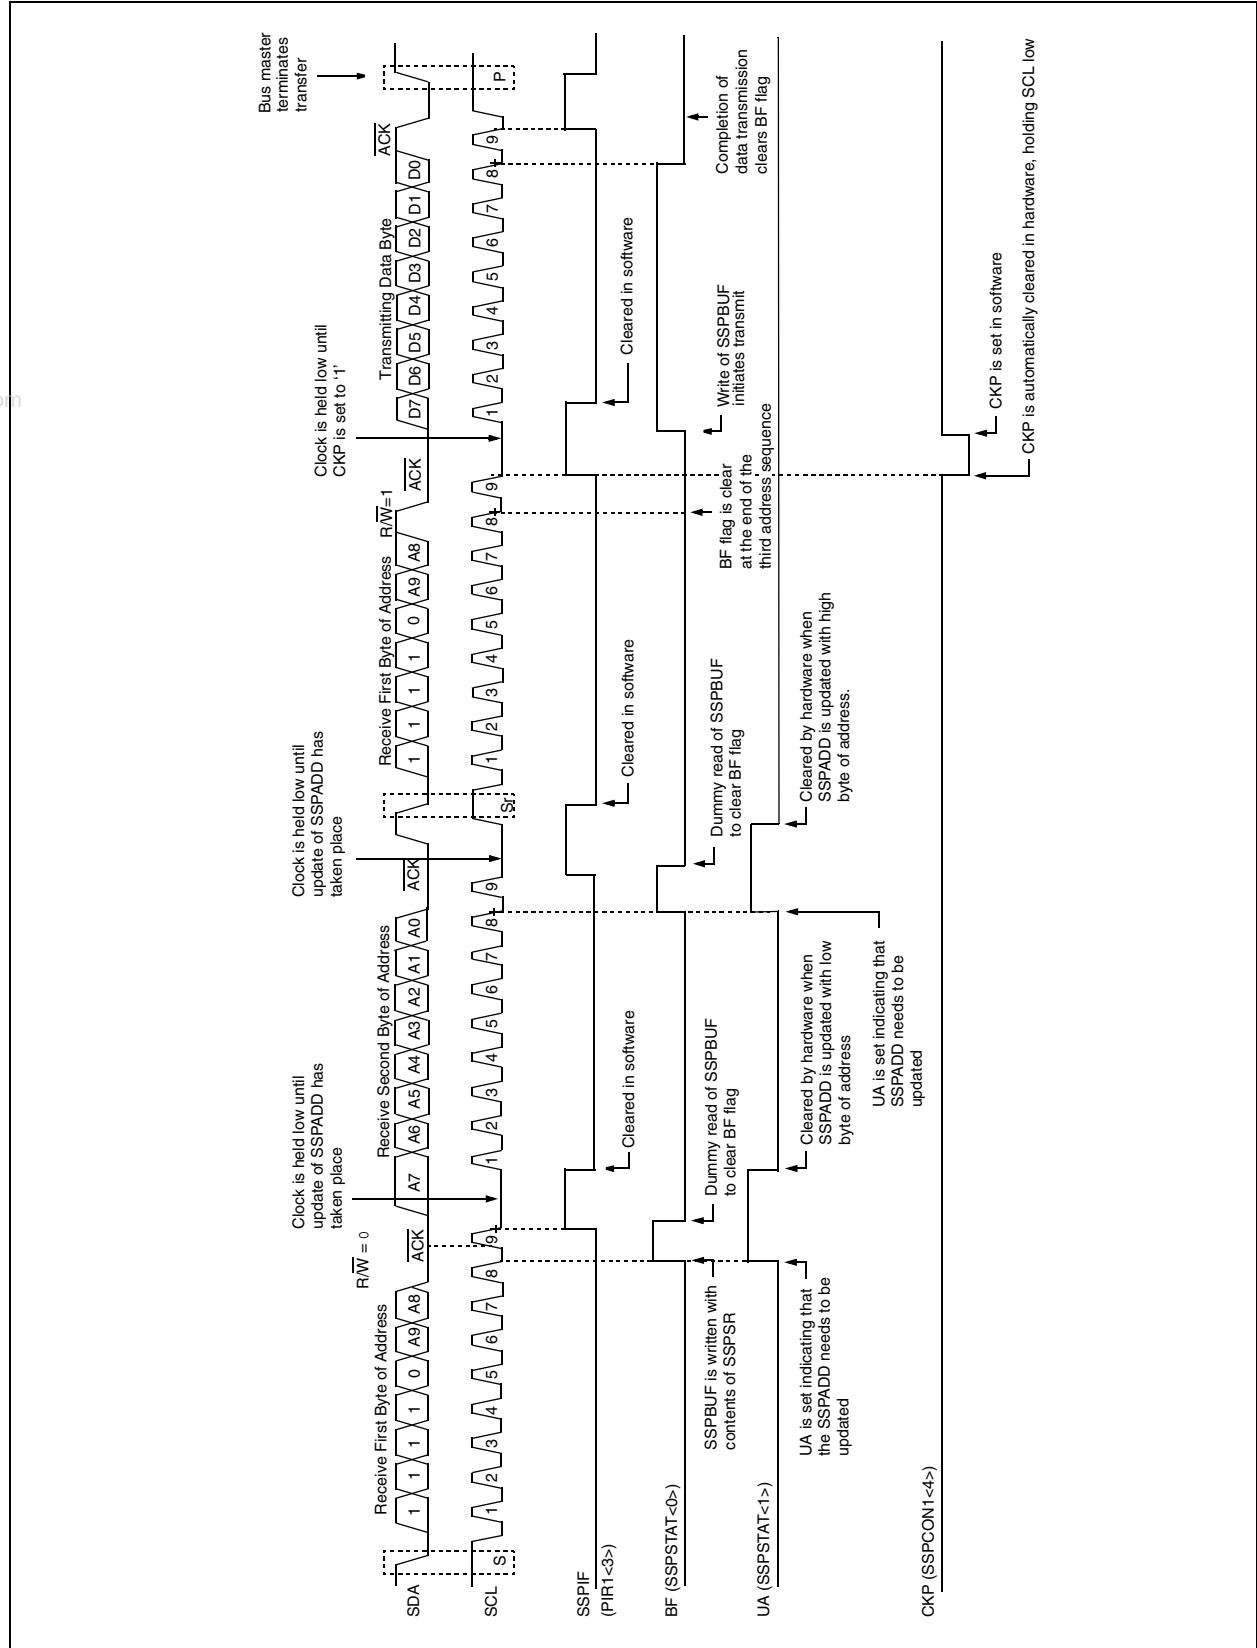 Bus master
terminates
transfer
Clock is held low until
update of SSPADD has
taken place
Clock is held low until
update of SSPADD has
taken place
Clock is held low until
CKP is set to ‘1’
R/W = 0
R/W=1
Receive First Byte of Address
Receive Second Byte of Address
Receive First Byte of Address
Transmitting Data Byte
SDA
1 1 1 1 0 A9 A8 ACK
A7 A6 A5 A4 A3 A2 A1 A0 ACK
1 1 1 1 0 A9 A8 ACK
D7 D6 D5 D4 D3 D2 D1 D0 ACK
SCL
S 1 2 3 4 5 6 7 8 9
1 2 3 4 5 6 7 8 9
Sr 1 2 3 4 5 6 7 8 9
1 2 3 4 5 6 7 8 9 P
SSPIF
(PIR1<3>)
Cleared in software
Cleared in software
Cleared in software
BF (SSPSTAT<0>)
SSPBUF is written with
contents of SSPSR
Dummy read of SSPBUF
to clear BF flag
Dummy read of SSPBUF
to clear BF flag
BF flag is clear
at the end of the
third address sequence
Write of SSPBUF
initiates transmit
Completion of
data transmission
clears BF flag
UA (SSPSTAT<1>)
UA is set indicating that
the SSPADD needs to be
updated
Cleared by hardware when
SSPADD is updated with low
byte of address
UA is set indicating that
SSPADD needs to be
updated
Cleared by hardware when
SSPADD is updated with high
byte of address.
CKP (SSPCON1<4>)
CKP is set in software
CKP is automatically cleared in hardware, holding SCL low
om